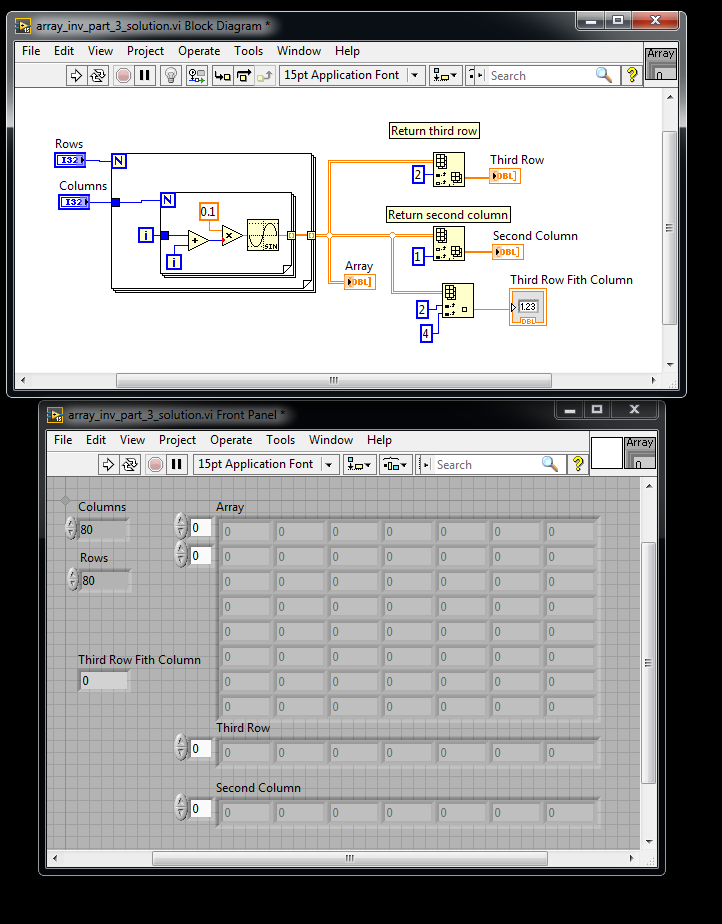 array_inv_part_3_solution.vi Block Diagram *
File Edit View Project Operate Tools Window Help
Array
15pt Application Font
Search
?
Return third row
Rows
I32
N
2
Third Row
DBL]
Columns
I32
N
Return second column
0.1
i
+
x
SIN
1
Second Column
DBL]
i
Array
DBL]
Third Row Fith Column
2
1.23
DBL
4
array_inv_part_3_solution.vi Front Panel *
File Edit View Project Operate Tools Window Help
Array
15pt Application Font
Search
?
Columns
Array
80
0
0 0 0 0 0 0 0
Rows
0
0 0 0 0 0 0 0
80
0 0 0 0 0 0 0
0 0 0 0 0 0 0
0 0 0 0 0 0 0
Third Row Fith Column
0 0 0 0 0 0 0
0
0 0 0 0 0 0 0
0 0 0 0 0 0 0
Third Row
0
0 0 0 0 0 0 0
Second Column
0
0 0 0 0 0 0 0